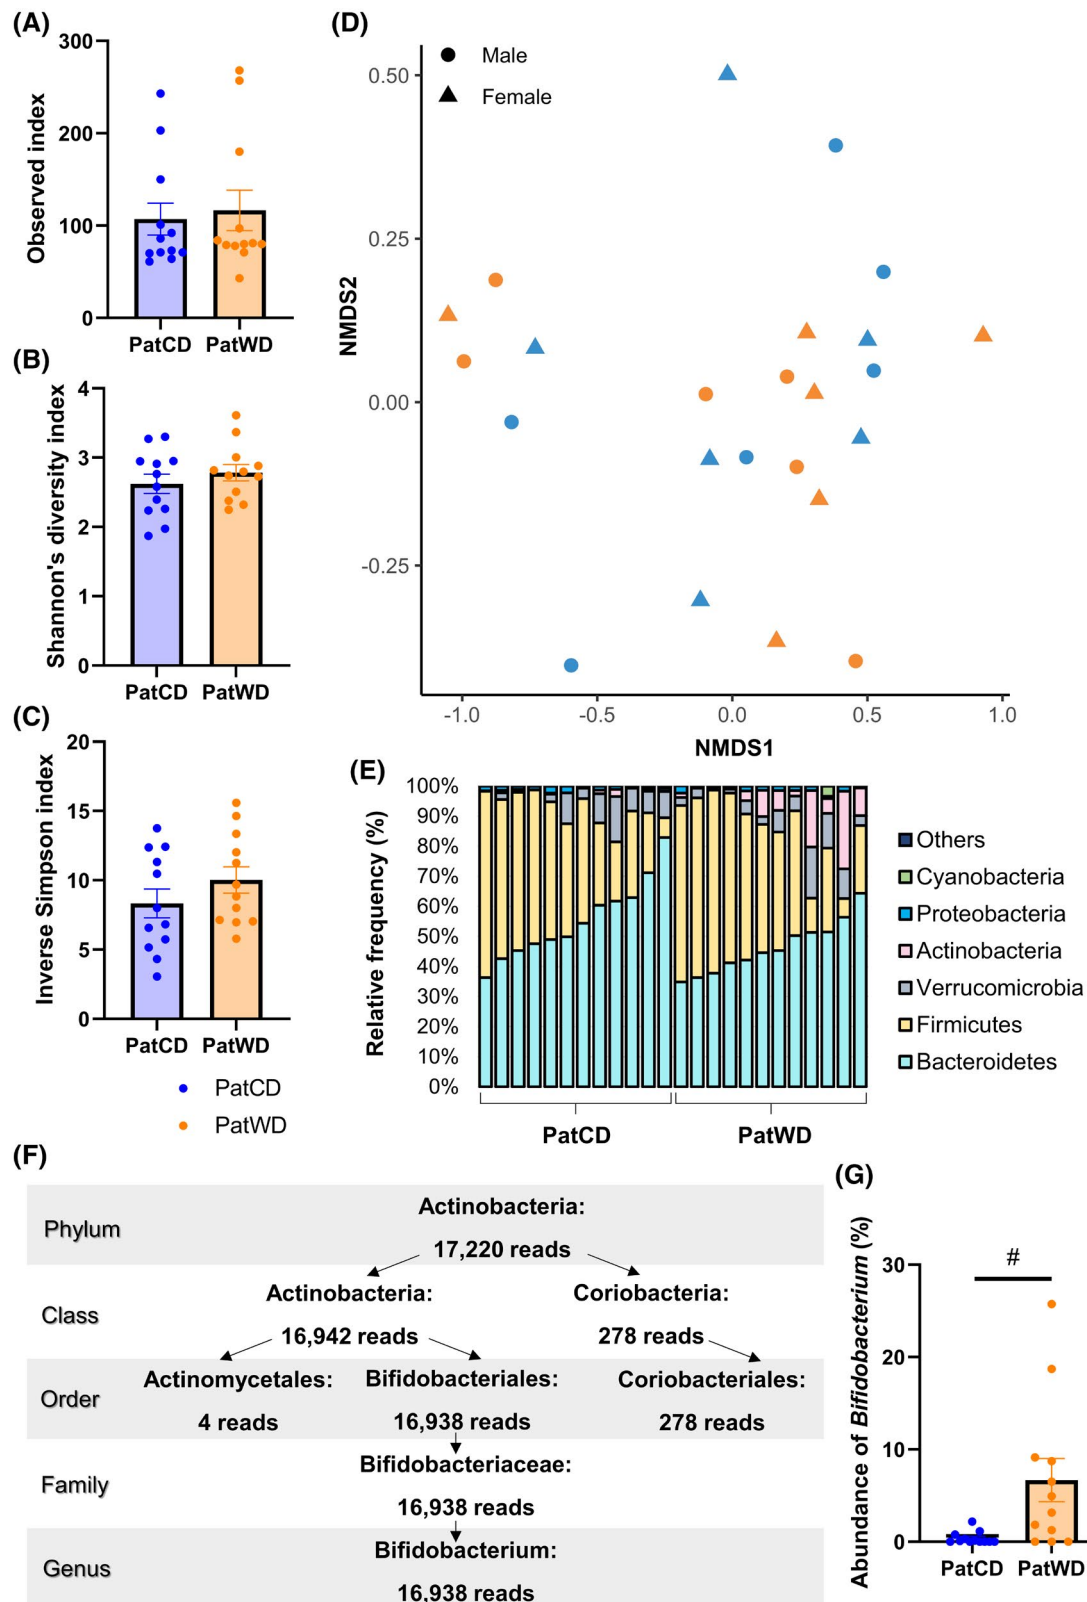 (A)
300
200
100
0
Observed index
PatCD
PatWD
(B)
4
3
2
1
0
Shannon's diversity index
PatCD
PatWD
(C)
20
15
10
5
0
Inverse Simpson index
PatCD
PatWD
PatCD
PatWD
(D)
Male
Female
0.50
0.25
0.00
-0.25
NMDS2
-1.0
-0.5
0.0
0.5
1.0
NMDS1
(E)
100%
90%
80%
70%
60%
50%
40%
30%
20%
10%
0%
Relative frequency (%)
PatCD
PatWD
Others
Cyanobacteria
Proteobacteria
Actinobacteria
Verrucomicrobia
Firmicutes
Bacteroidetes
(F)
Phylum
Actinobacteria:
17,220 reads
Class
Actinobacteria:
16,942 reads
Coriobacteria:
278 reads
Order
Actinomycetales:
4 reads
Bifidobacteriales:
16,938 reads
Coriobacteriales:
278 reads
Family
Bifidobacteriaceae:
16,938 reads
Genus
Bifidobacterium:
16,938 reads
(G)
30
20
10
0
Abundance of Bifidobacterium (%)
#
PatCD
PatWD